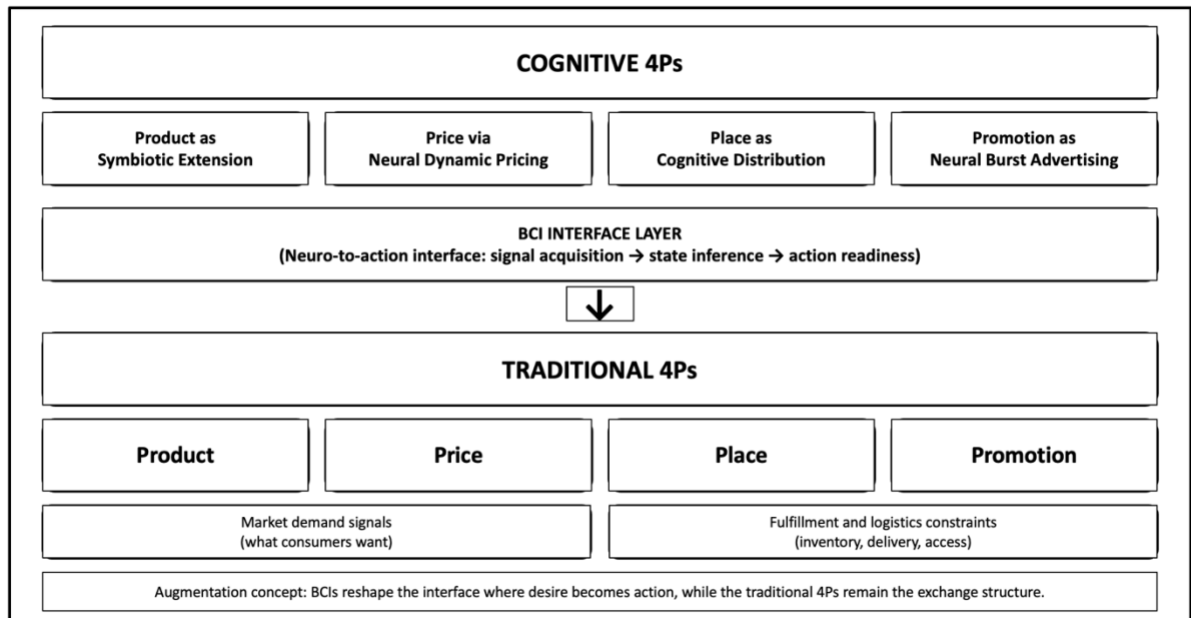 COGNITIVE 4Ps
Product as
Symbiotic Extension
Price via
Neural Dynamic Pricing
Place as
Cognitive Distribution
Promotion as
Neural Burst Advertising
BCI INTERFACE LAYER
(Neuro-to-action interface: signal acquisition → state inference → action readiness)
↓
TRADITIONAL 4Ps
Product
Price
Place
Promotion
Market demand signals
(what consumers want)
Fulfillment and logistics constraints
(inventory, delivery, access)
Augmentation concept: BCIs reshape the interface where desire becomes action, while the traditional 4Ps remain the exchange structure.